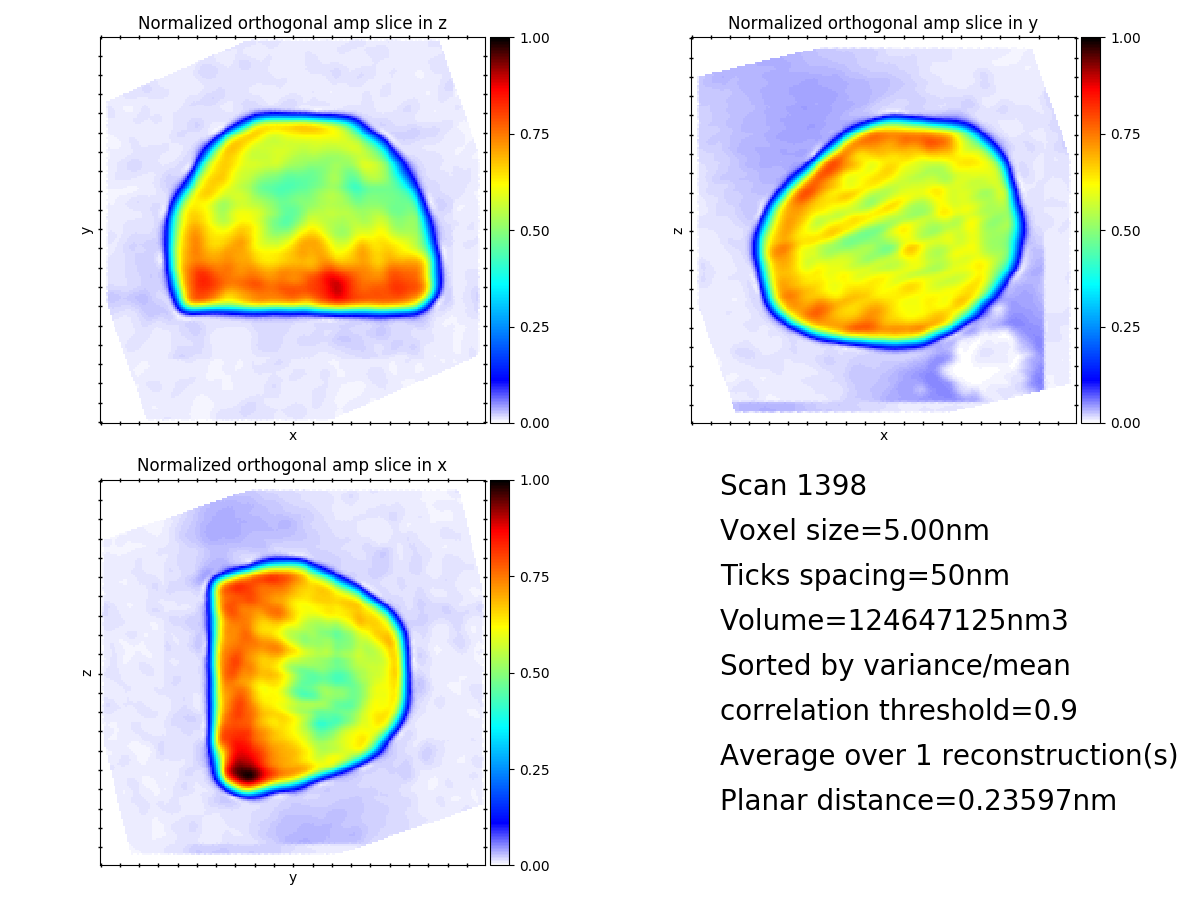 Normalized orthogonal amp slice in z
1.00
0.75
0.50
0.25
0.00
y
x
Normalized orthogonal amp slice in y
1.00
0.75
0.50
0.25
0.00
z
x
Normalized orthogonal amp slice in x
1.00
0.75
0.50
0.25
0.00
z
y
Scan 1398
Voxel size=5.00nm
Ticks spacing=50nm
Volume=124647125nm3
Sorted by variance/mean
correlation threshold=0.9
Average over 1 reconstruction(s)
Planar distance=0.23597nm